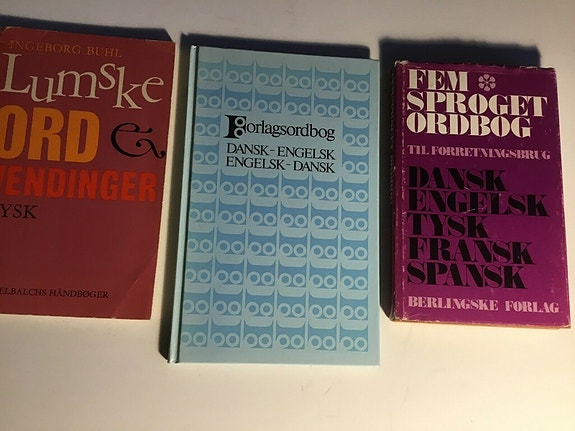 INGEBORG BUHL
Lumske
ORD &
VENDINGER
YSK
ELBALCHS HÅNDBØGER
Forlagsordbog
DANSK-ENGELSK
ENGELSK-DANSK
FEM
SPROGET
ORDBOG
TIL FORRETNINGSBRUG
DANSK
ENGELSK
TYSK
FRANSK
SPANSK
BERLINGSKE FORLAG